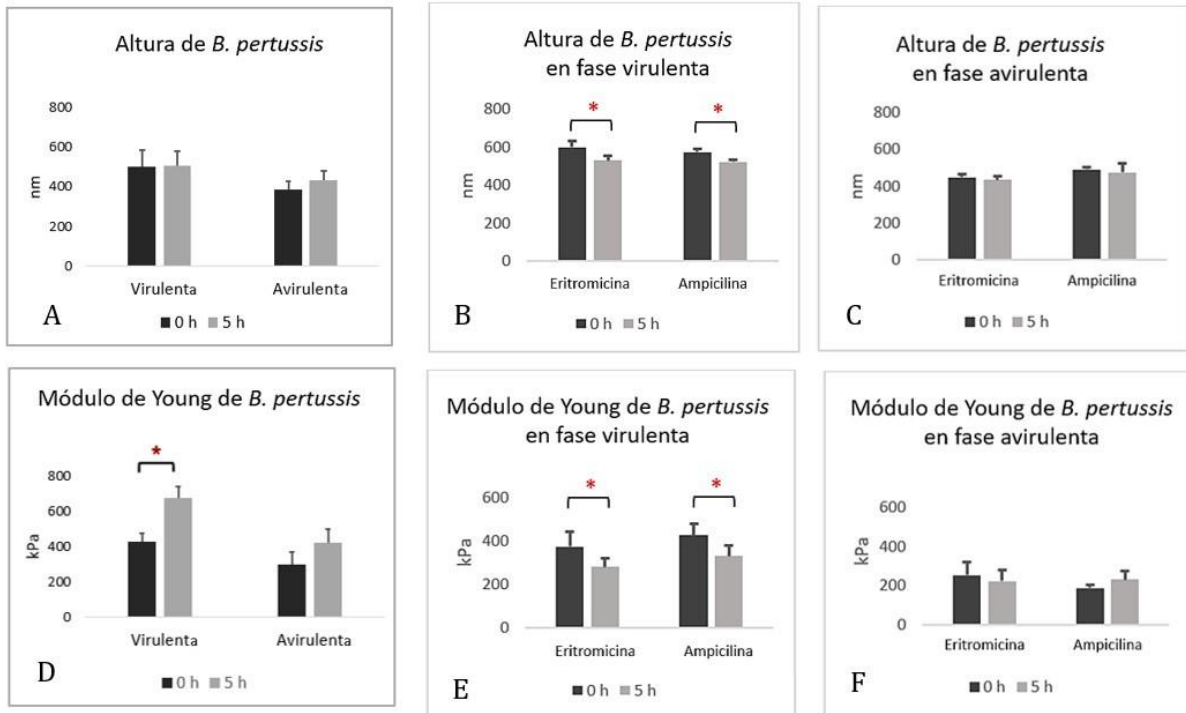 Altura de B. pertussis
nm
800
600
400
200
0
Virulenta Avirulenta
0 h 5 h
A
Altura de B. pertussis
en fase virulenta
nm
800
600
400
200
0
* *
Eritromicina Ampicilina
0 h 5 h
B
Altura de B. pertussis
en fase avirulenta
nm
800
600
400
200
0
Eritromicina Ampicilina
0 h 5 h
C
Módulo de Young de B. pertussis
kPa
800
600
400
200
0
*
Virulenta Avirulenta
0 h 5 h
D
Módulo de Young de B. pertussis
en fase virulenta
kPa
600
400
200
0
* *
Eritromicina Ampicilina
0 h 5 h
E
Módulo de Young de B. pertussis
en fase avirulenta
kPa
600
400
200
0
Eritromicina Ampicilina
0 h 5 h
F